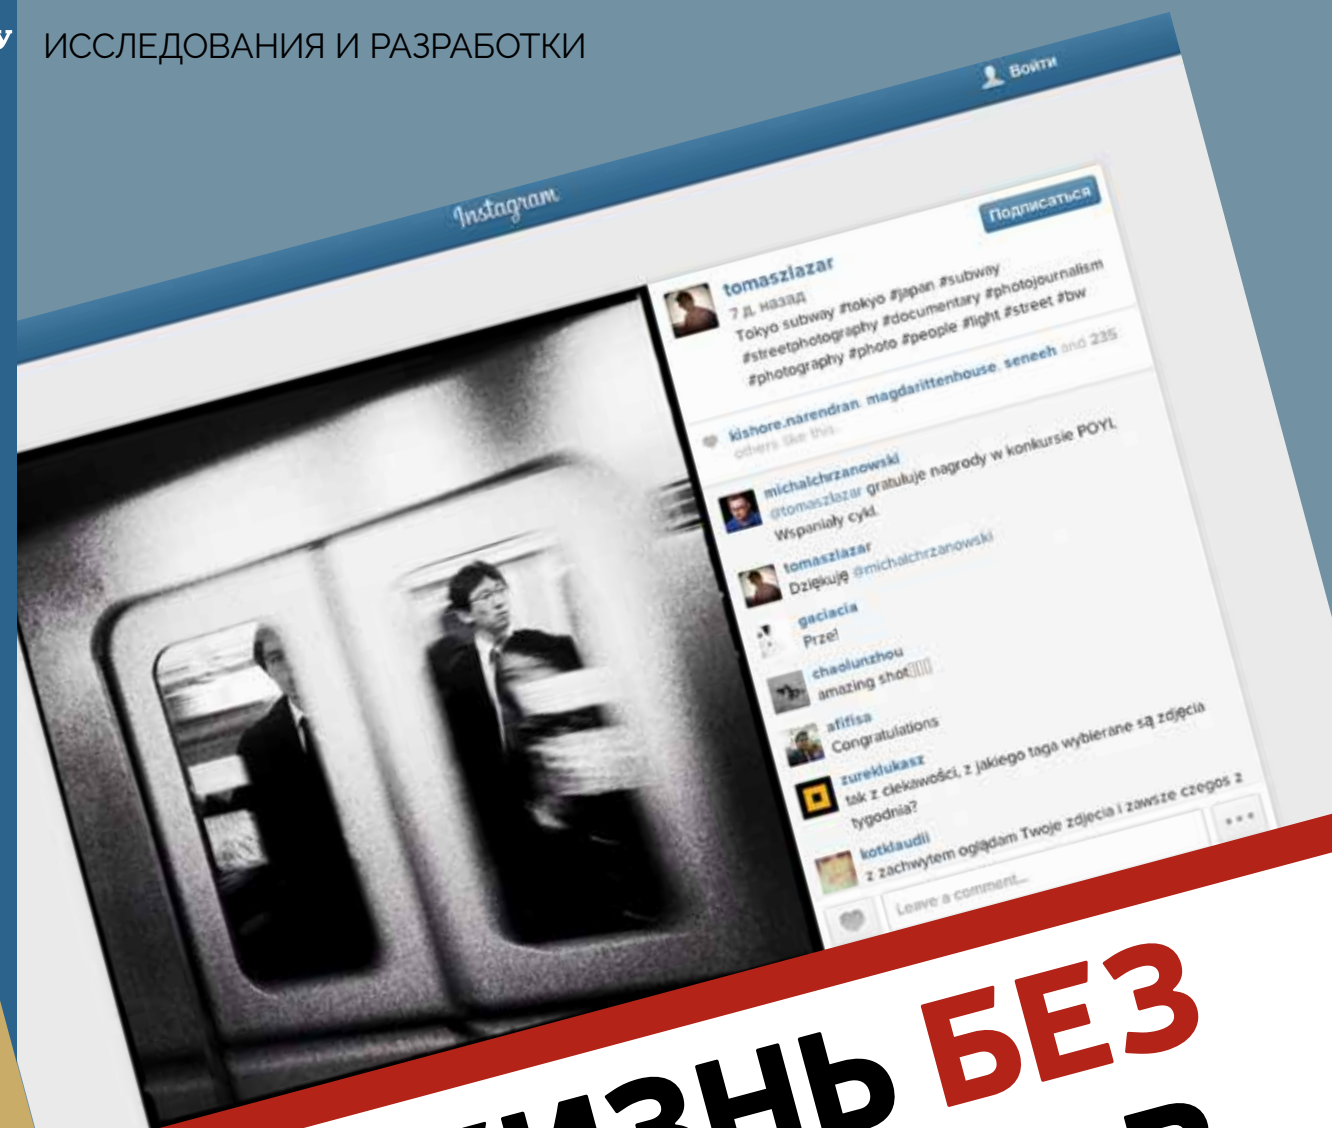 ИССЛЕДОВАНИЯ И РАЗРАБОТКИ
Войти
Instagram
Подписаться
tomaszlazar
7 д. назад
Tokyo subway #tokyo #japan #subway
#streetphotography #documentary #photojournalism
#photography #photo #people #light #street #bw
kishore.narendran, magdarittenhouse, seneeh and 235
others like this.
michalchrzanowski
@tomaszlazar gratuluje nagrody w konkursie POYi.
Wspaniały cykl.
tomaszlazar
Dziękuję @michalchrzanowski
gaciacia
Prze!
chaolunzhou
amazing shot
afifisa
Congratulations
zureklukasz
tak z ciekawości, z jakiego taga wybierane są zdjęcia
tygodnia?
kotklaudii
z zachwytem oglądam Twoje zdjecia i zawsze czegos z
Leave a comment...
БЕЗ